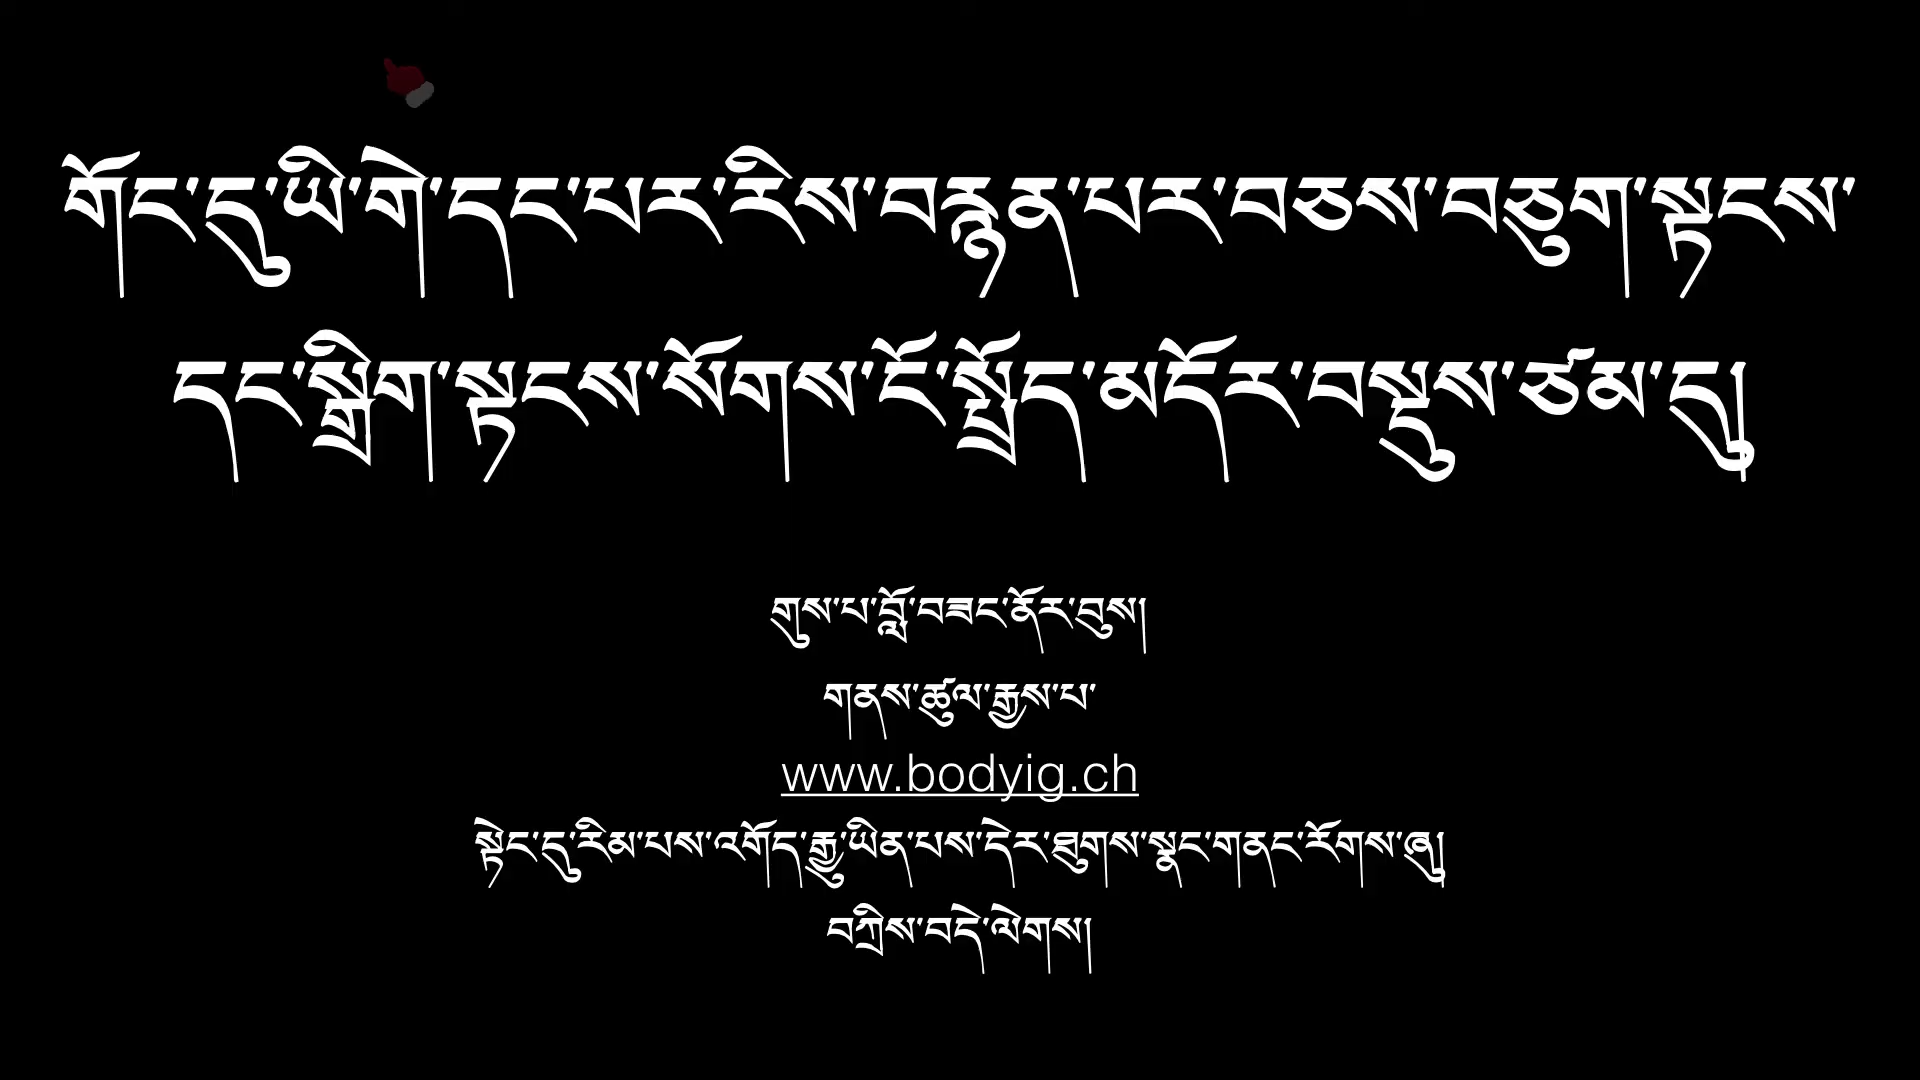 གོང་དུ་ཡི་གེ་དང་པར་རིས་བརྙན་པར་བཅས་བཅུག་སྟངས་
དང་སྒྲིག་སྟངས་སོགས་ངོ་སྤྲོད་མདོར་བསྡུས་ཙམ་དུ།
གུས་པ་བློ་བཟང་ནོར་བུས།
གནས་ཚུལ་རྒྱས་པ་
www.bodyig.ch
སྟེང་དུ་རིམ་པས་འགོད་རྒྱུ་ཡིན་པས་དེར་ཐུགས་སྣང་གནང་རོགས་ཞུ།
བཀྲིས་བདེ་ལེགས།